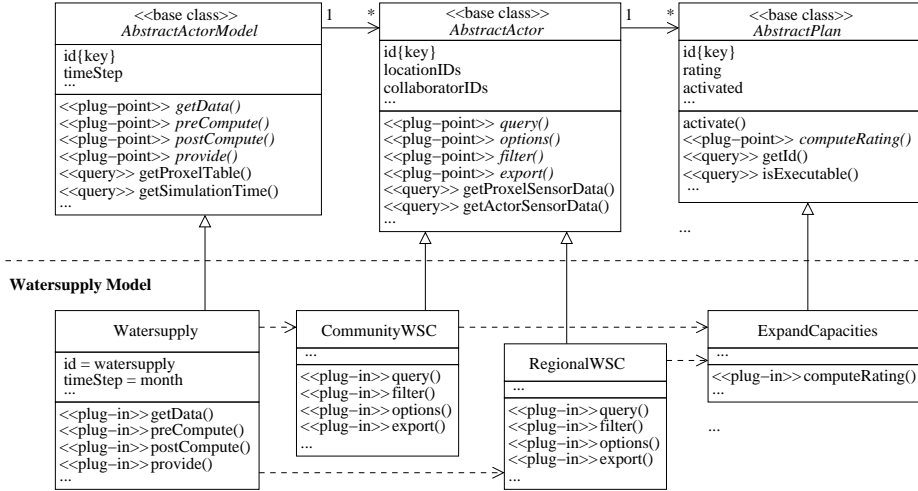 <<base class>>
AbstractActorModel
id{key}
timeStep
...
<<plug−point>> getData()
<<plug−point>> preCompute()
<<plug−point>> postCompute()
<<plug−point>> provide()
<<query>> getProxelTable()
<<query>> getSimulationTime()
...
1
*
<<base class>>
AbstractActor
id{key}
locationIDs
collaboratorIDs
...
<<plug−point>> query()
<<plug−point>> options()
<<plug−point>> filter()
<<plug−point>> export()
<<query>> getProxelSensorData()
<<query>> getActorSensorData()
...
1
*
<<base class>>
AbstractPlan
id{key}
rating
activated
...
activate()
<<plug−point>> computeRating()
<<query>> getId()
<<query>> isExecutable()
...
...
Watersupply Model
Watersupply
id = watersupply
timeStep = month
...
<<plug−in>> getData()
<<plug−in>> preCompute()
<<plug−in>> postCompute()
<<plug−in>> provide()
...
CommunityWSC
...
<<plug−in>> query()
<<plug−in>> filter()
<<plug−in>> options()
<<plug−in>> export()
...
RegionalWSC
...
<<plug−in>> query()
<<plug−in>> filter()
<<plug−in>> options()
<<plug−in>> export()
...
ExpandCapacities
...
<<plug−in>> computeRating()
...
...